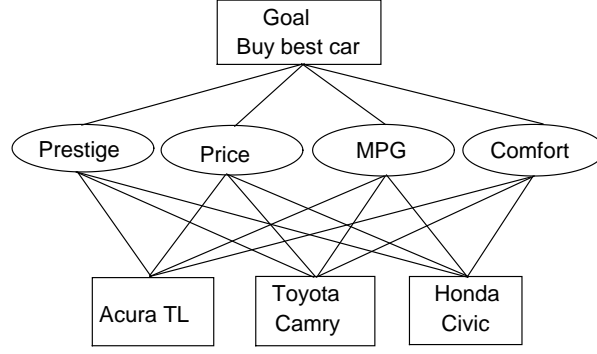 Goal
Buy best car
Prestige
Price
MPG
Comfort
Acura TL
Toyota
Camry
Honda
Civic